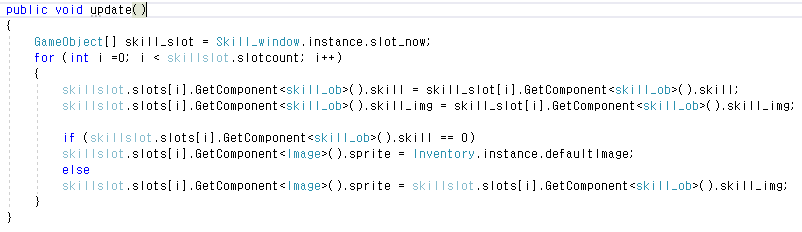 public void update()
{
GameObject[] skill_slot = Skill_window.instance.slot_now;
for (int i =0; i < skillslot.slotcount; i++)
{
skillslot.slots[i].GetComponent<skill_ob>().skill = skill_slot[i].GetComponent<skill_ob>().skill;
skillslot.slots[i].GetComponent<skill_ob>().skill_img = skill_slot[i].GetComponent<skill_ob>().skill_img;
if (skillslot.slots[i].GetComponent<skill_ob>().skill == 0)
skillslot.slots[i].GetComponent<Image>().sprite = Inventory.instance.defaultImage;
else
skillslot.slots[i].GetComponent<Image>().sprite = skillslot.slots[i].GetComponent<skill_ob>().skill_img;
}
}